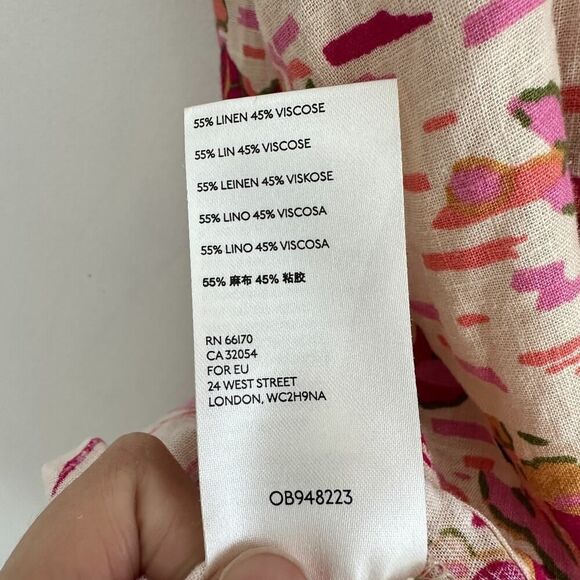 55% LINEN 45% VISCOSE
55% LIN 45% VISCOSE
55% LEINEN 45% VISKOSE
55% LINO 45% VISCOSA
55% LINO 45% VISCOSA
55% 麻布 45% 粘胶
RN 66170
CA 32054
FOR EU
24 WEST STREET
LONDON, WC2H9NA
OB948223